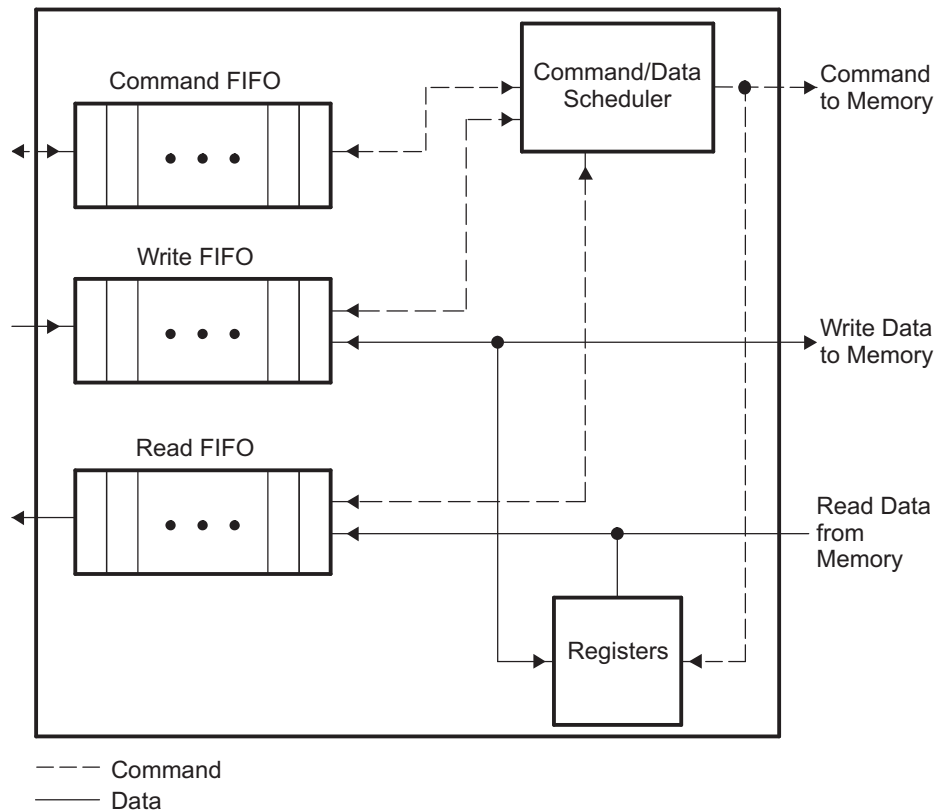 Command FIFO
Command/Data
Scheduler
Command
to Memory
Write FIFO
Write Data
to Memory
Read FIFO
Read Data
from
Memory
Registers
Command
Data